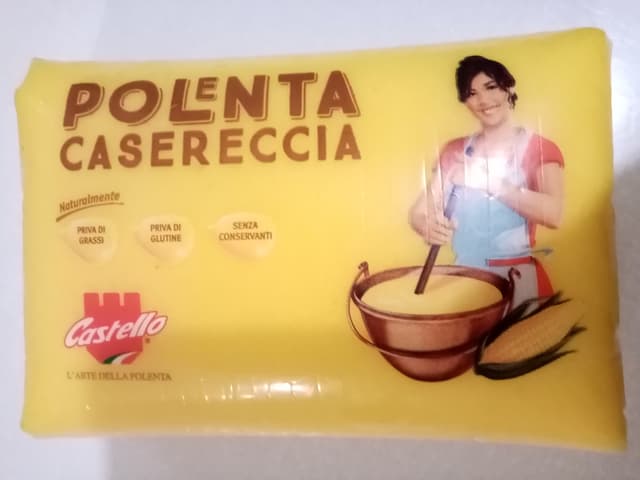 POLENTA
CASERECCIA
Naturalmente
PRIVA DI
GRASSI
PRIVA DI
GLUTINE
SENZA
CONSERVANTI
Castello
L'ARTE DELLA POLENTA